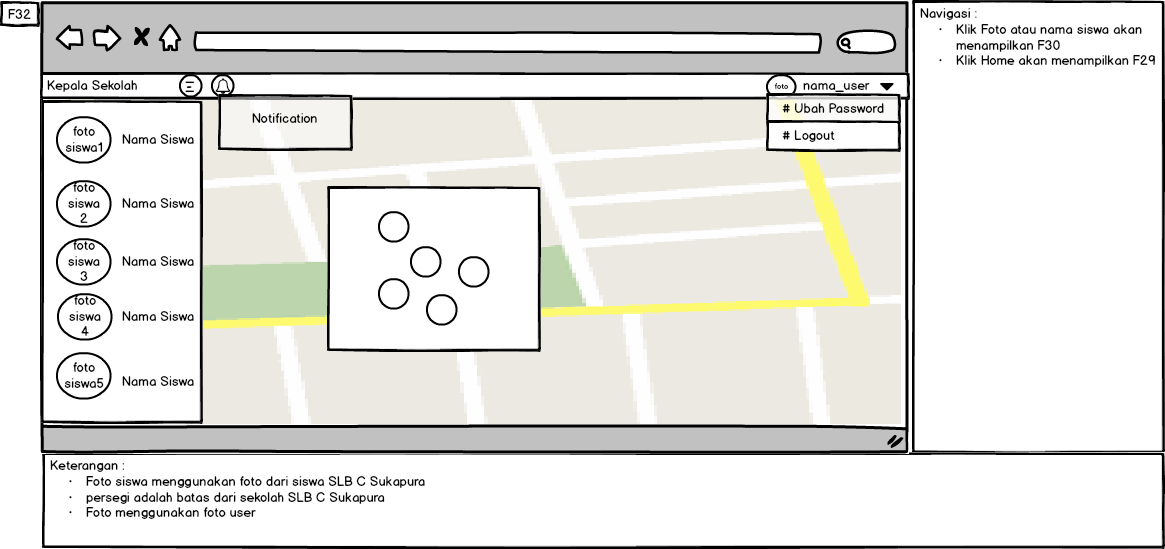 F32
Kepala Sekolah
foto
nama_user
# Ubah Password
# Logout
Notification
foto
siswa1
Nama Siswa
foto
siswa
2
Nama Siswa
foto
siswa
3
Nama Siswa
foto
siswa
4
Nama Siswa
foto
siswa5
Nama Siswa
Navigasi :
· Klik Foto atau nama siswa akan
menampilkan F30
· Klik Home akan menampilkan F29
Keterangan :
· Foto siswa menggunakan foto dari siswa SLB C Sukapura
· persegi adalah batas dari sekolah SLB C Sukapura
· Foto menggunakan foto user